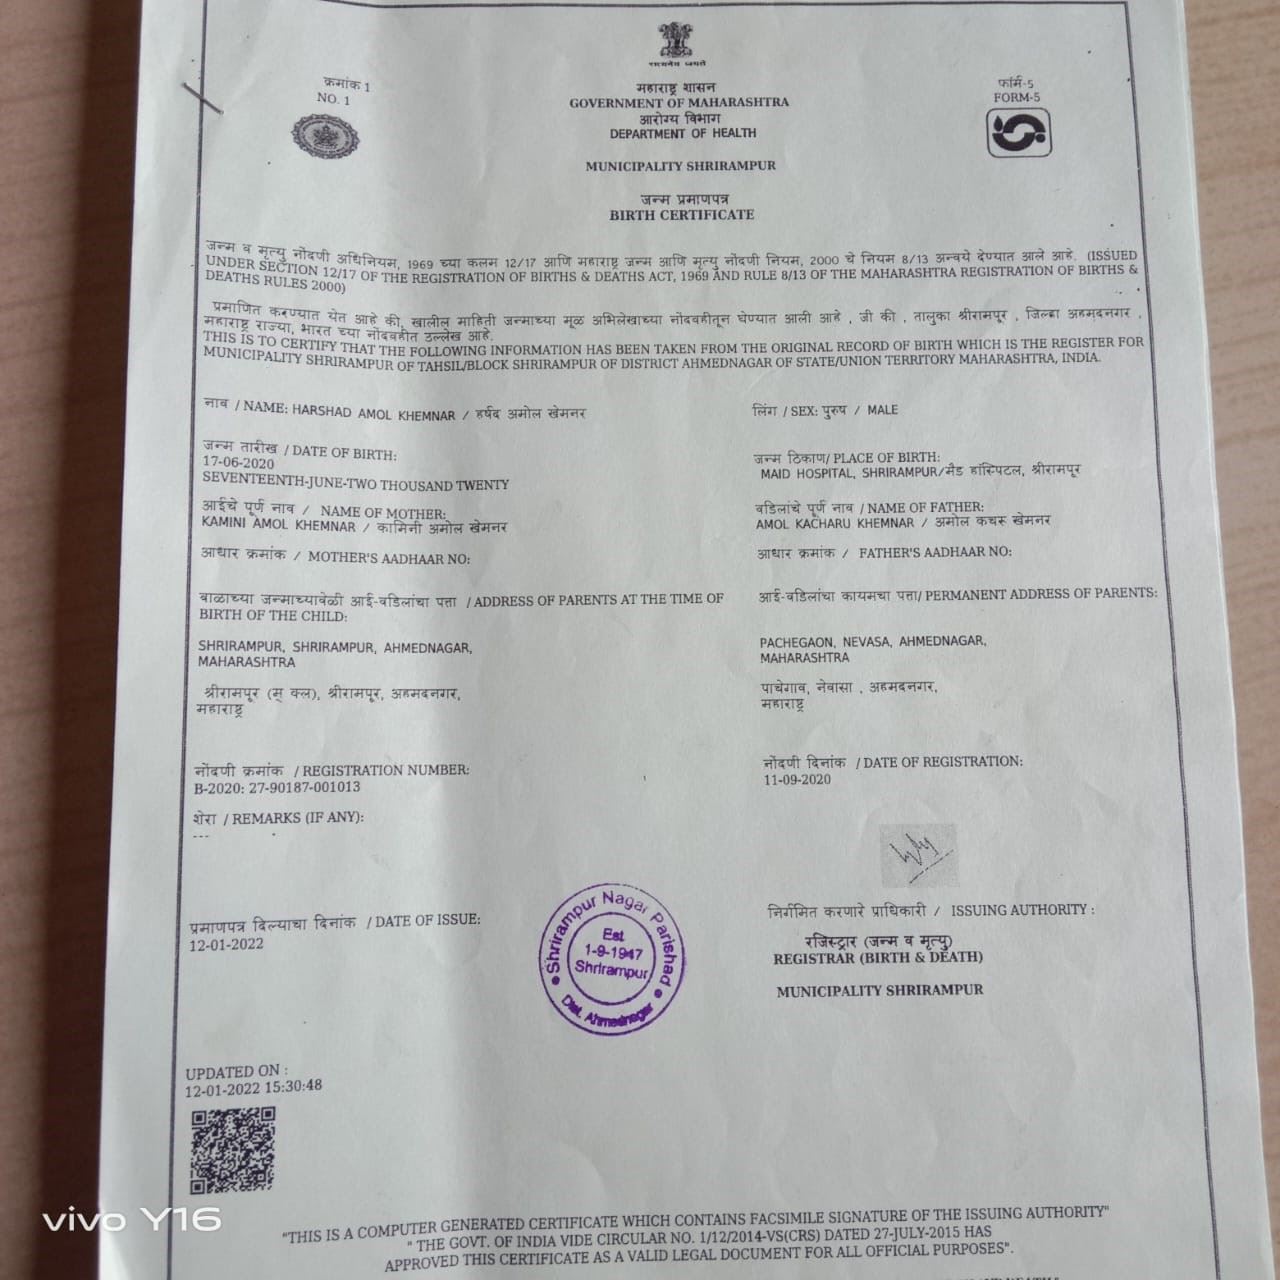 सत्यमेव जयते
क्रमांक 1
NO. 1
महाराष्ट्र शासन
GOVERNMENT OF MAHARASHTRA
आरोग्य विभाग
DEPARTMENT OF HEALTH
फॉर्म-5
FORM-5
MUNICIPALITY SHRIRAMPUR
जन्म प्रमाणपत्र
BIRTH CERTIFICATE
जन्म व मृत्यु नोंदणी अधिनियम, 1969 च्या कलम 12/17 आणि महाराष्ट्र जन्म आणि मृत्यु नोंदणी नियम, 2000 चे नियम 8/13 अन्वये देण्यात आले आहे. (ISSUED
UNDER SECTION 12/17 OF THE REGISTRATION OF BIRTHS & DEATHS ACT, 1969 AND RULE 8/13 OF THE MAHARASHTRA REGISTRATION OF BIRTHS &
DEATHS RULES 2000)
प्रमाणित करण्यात येत आहे की, खालील माहिती जन्माच्या मूळ अभिलेखाच्या नोंदवहीतून घेण्यात आली आहे , जी की , तालुका श्रीरामपूर , जिल्हा अहमदनगर ,
महाराष्ट्र राज्या, भारत च्या नोंदवहीत उल्लेख आहे.
THIS IS TO CERTIFY THAT THE FOLLOWING INFORMATION HAS BEEN TAKEN FROM THE ORIGINAL RECORD OF BIRTH WHICH IS THE REGISTER FOR
MUNICIPALITY SHRIRAMPUR OF TAHSIL/BLOCK SHRIRAMPUR OF DISTRICT AHMEDNAGAR OF STATE/UNION TERRITORY MAHARASHTRA, INDIA.
नाव / NAME: HARSHAD AMOL KHEMNAR / हर्षद अमोल खेमनर
लिंग / SEX: पुरुष / MALE
जन्म तारीख / DATE OF BIRTH:
17-06-2020
SEVENTEENTH-JUNE-TWO THOUSAND TWENTY
जन्म ठिकाण/ PLACE OF BIRTH:
MAID HOSPITAL, SHRIRAMPUR/मैड हॉस्पिटल, श्रीरामपूर
आईचे पूर्ण नाव / NAME OF MOTHER:
KAMINI AMOL KHEMNAR / कामिनी अमोल खेमनर
वडिलांचे पूर्ण नाव / NAME OF FATHER:
AMOL KACHARU KHEMNAR / अमोल कचरू खेमनर
आधार क्रमांक / MOTHER'S AADHAAR NO:
आधार क्रमांक / FATHER'S AADHAAR NO:
बाळाच्या जन्माच्यावेळी आई-वडिलांचा पत्ता / ADDRESS OF PARENTS AT THE TIME OF
BIRTH OF THE CHILD:
आई-वडिलांचा कायमचा पत्ता/ PERMANENT ADDRESS OF PARENTS:
SHRIRAMPUR, SHRIRAMPUR, AHMEDNAGAR,
MAHARASHTRA
PACHEGAON, NEVASA, AHMEDNAGAR,
MAHARASHTRA
श्रीरामपूर (म् क्ल), श्रीरामपूर, अहमदनगर,
महाराष्ट्र
पाचेगाव, नेवासा , अहमदनगर,
महाराष्ट्र
नोंदणी क्रमांक / REGISTRATION NUMBER:
B-2020: 27-90187-001013
नोंदणी दिनांक / DATE OF REGISTRATION:
11-09-2020
शेरा / REMARKS (IF ANY):
---
प्रमाणपत्र दिल्याचा दिनांक / DATE OF ISSUE:
12-01-2022
Shrirampur Nagar Parishad
Est.
1-9-1947
Shrirampur
Dist. Ahmednagar
निर्गमित करणारे प्राधिकारी / ISSUING AUTHORITY :
रजिस्ट्रार (जन्म व मृत्यु)
REGISTRAR (BIRTH & DEATH)
MUNICIPALITY SHRIRAMPUR
UPDATED ON :
12-01-2022 15:30:48
vivo Y16
"THIS IS A COMPUTER GENERATED CERTIFICATE WHICH CONTAINS FACSIMILE SIGNATURE OF THE ISSUING AUTHORITY"
" THE GOVT. OF INDIA VIDE CIRCULAR NO. 1/12/2014-VS(CRS) DATED 27-JULY-2015 HAS
APPROVED THIS CERTIFICATE AS A VALID LEGAL DOCUMENT FOR ALL OFFICIAL PURPOSES".